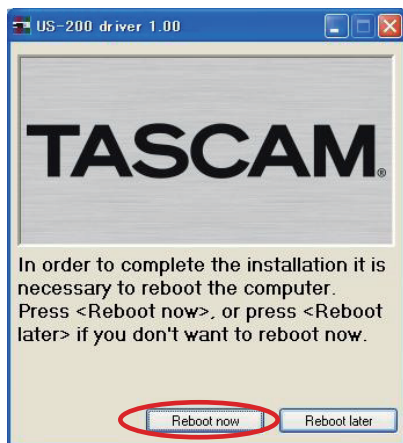 US-200 driver 1.00
TASCAM®
In order to complete the installation it is
necessary to reboot the computer.
Press <Reboot now>, or press <Reboot
later> if you don't want to reboot now.
Reboot now Reboot later